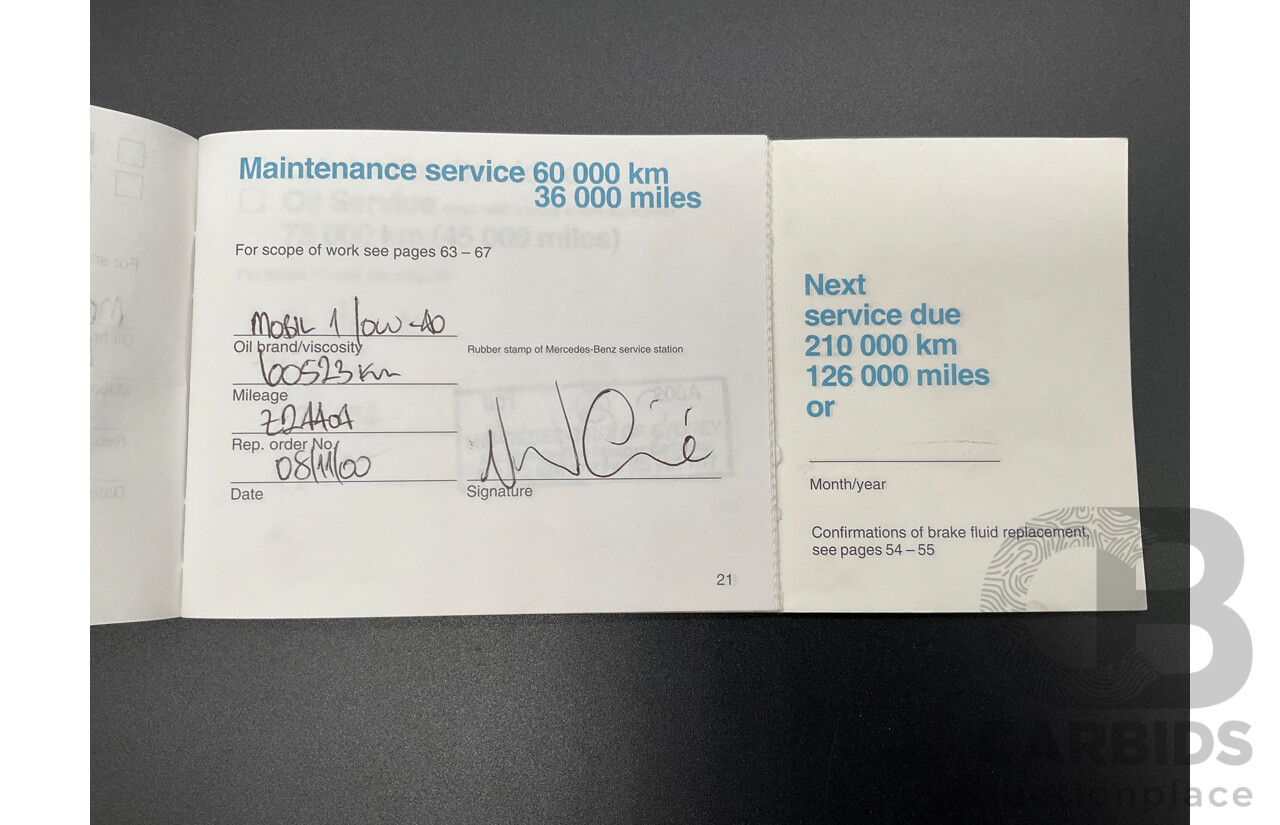 Maintenance service 60 000 km
36 000 miles
For scope of work see pages 63 – 67
MOBIL 1 / 0W-40
Oil brand/viscosity
Rubber stamp of Mercedes-Benz service station
60523 Km
Mileage
224404
Rep. order No.
08/11/00
Date
Signature
21
Next
service due
210 000 km
126 000 miles
or
Month/year
Confirmations of brake fluid replacement,
see pages 54 – 55
CARBIDS
auctionplace